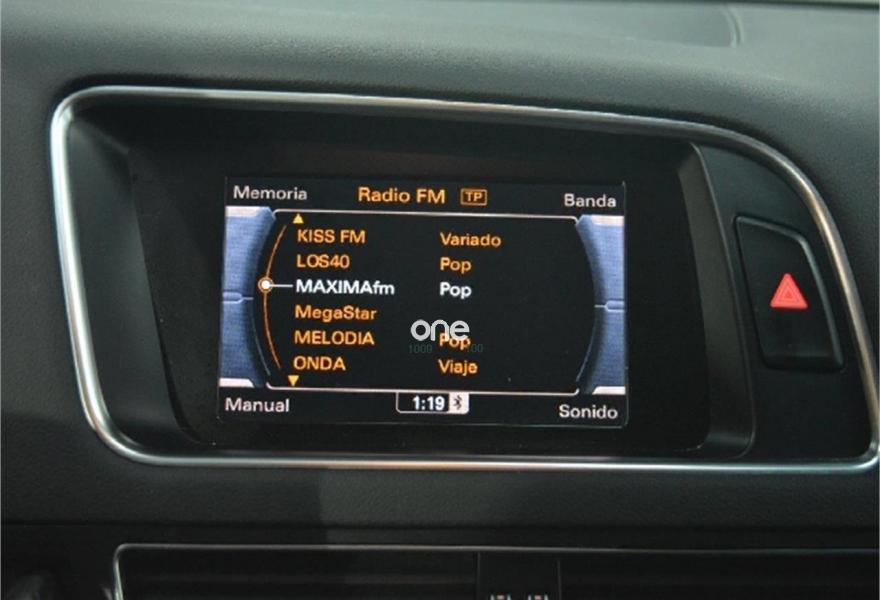 Memoria Radio FM TP Banda
KISS FM Variado
LOS40 Pop
MAXIMAfm Pop
MegaStar
MELODIA Pop
ONDA Viaje
Manual 1:19 Sonido
one